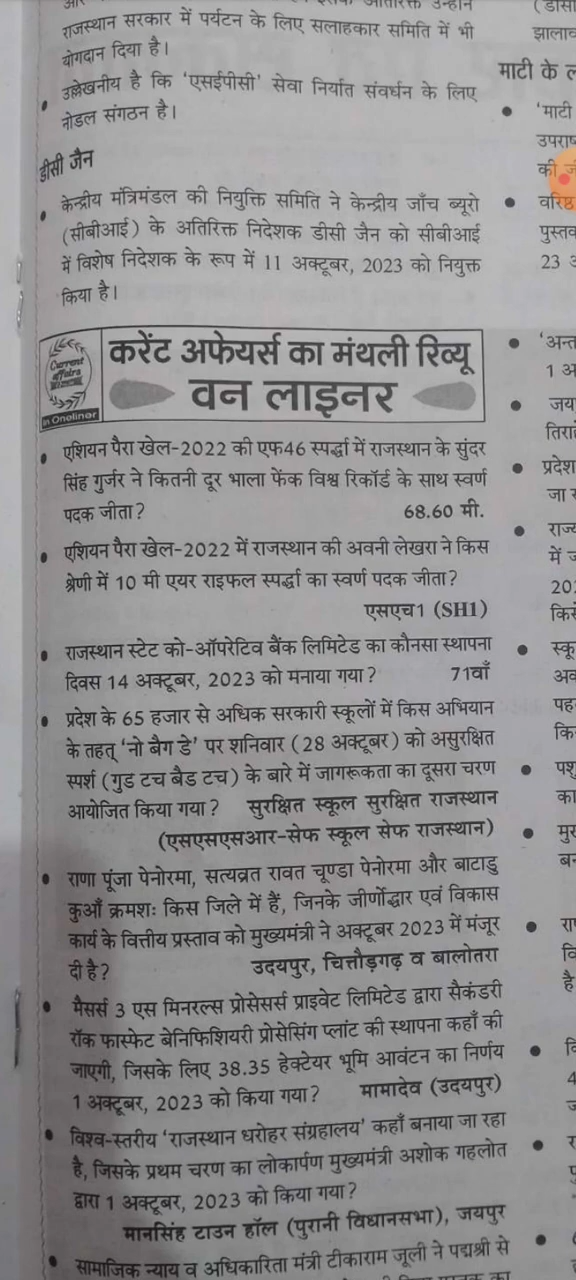 राजस्थान सरकार में पर्यटन के लिए सलाहकार समिति में भी
योगदान दिया है।
उल्लेखनीय है कि 'एसईपीसी' सेवा निर्यात संवर्धन के लिए
नोडल संगठन है।
डीसी जैन
केन्द्रीय मंत्रिमंडल की नियुक्ति समिति ने केन्द्रीय जाँच ब्यूरो
(सीबीआई) के अतिरिक्त निदेशक डीसी जैन को सीबीआई
में विशेष निदेशक के रूप में 11 अक्टूबर, 2023 को नियुक्त
किया है।
Current
affairs
in Oneliner
करेंट अफेयर्स का मंथली रिव्यू
वन लाइनर
• एशियन पैरा खेल-2022 की एफ46 स्पर्द्धा में राजस्थान के सुंदर
सिंह गुर्जर ने कितनी दूर भाला फेंक विश्व रिकॉर्ड के साथ स्वर्ण
पदक जीता? 68.60 मी.
• एशियन पैरा खेल-2022 में राजस्थान की अवनी लेखरा ने किस
श्रेणी में 10 मी एयर राइफल स्पर्द्धा का स्वर्ण पदक जीता?
एसएच1 (SH1)
• राजस्थान स्टेट को-ऑपरेटिव बैंक लिमिटेड का कौनसा स्थापना
दिवस 14 अक्टूबर, 2023 को मनाया गया? 71वाँ
• प्रदेश के 65 हजार से अधिक सरकारी स्कूलों में किस अभियान
के तहत् 'नो बैग डे' पर शनिवार (28 अक्टूबर) को असुरक्षित
स्पर्श (गुड टच बैड टच) के बारे में जागरूकता का दूसरा चरण
आयोजित किया गया? सुरक्षित स्कूल सुरक्षित राजस्थान
(एसएसएसआर-सेफ स्कूल सेफ राजस्थान)
• राणा पूंजा पेनोरमा, सत्यव्रत रावत चूण्डा पेनोरमा और बाटाडु
कुआँ क्रमशः किस जिले में हैं, जिनके जीर्णोद्धार एवं विकास
कार्य के वित्तीय प्रस्ताव को मुख्यमंत्री ने अक्टूबर 2023 में मंजूर
दी है? उदयपुर, चित्तौड़गढ़ व बालोतरा
• मैसर्स 3 एस मिनरल्स प्रोसेसर्स प्राइवेट लिमिटेड द्वारा सैकंडरी
रॉक फास्फेट बेनिफिशियरी प्रोसेसिंग प्लांट की स्थापना कहाँ की
जाएगी, जिसके लिए 38.35 हेक्टेयर भूमि आवंटन का निर्णय
1 अक्टूबर, 2023 को किया गया? मामादेव (उदयपुर)
• विश्व-स्तरीय 'राजस्थान धरोहर संग्रहालय' कहाँ बनाया जा रहा
है, जिसके प्रथम चरण का लोकार्पण मुख्यमंत्री अशोक गहलोत
द्वारा 1 अक्टूबर, 2023 को किया गया?
मानसिंह टाउन हॉल (पुरानी विधानसभा), जयपुर
• सामाजिक न्याय व अधिकारिता मंत्री टीकाराम जूली ने पद्मश्री से
माटी के
'माटी
23
1
प्रदेश